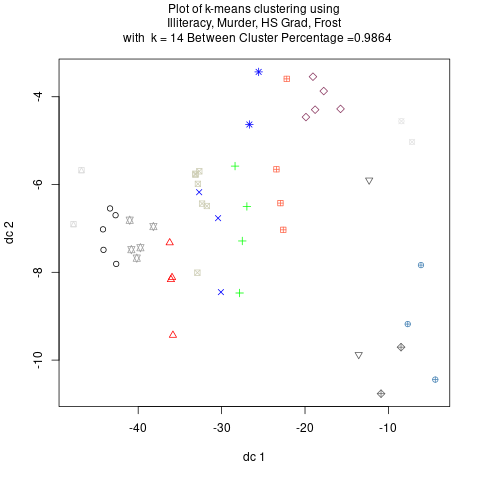 Plot of k-means clustering using
Illiteracy, Murder, HS Grad, Frost
with k = 14 Between Cluster Percentage =0.9864
-4
-6
-8
-10
dc 2
-40 -30 -20 -10
dc 1